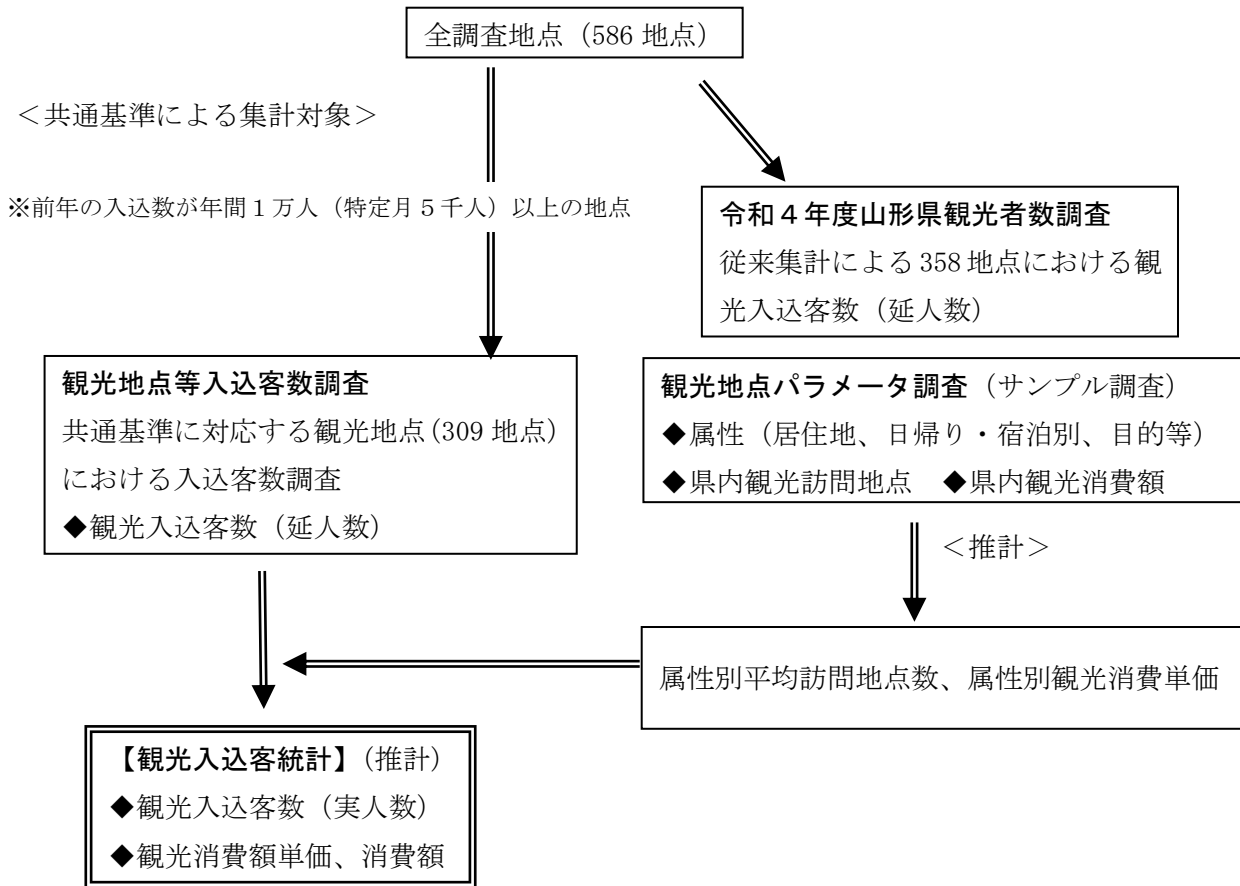 全調査地点（586 地点）
＜共通基準による集計対象＞
※前年の入込数が年間１万人（特定月５千人）以上の地点
令和４年度山形県観光者数調査
従来集計による 358 地点における観
光入込客数（延人数）
観光地点等入込客数調査
共通基準に対応する観光地点(309 地点)
における入込客数調査
◆観光入込客数（延人数）
観光地点パラメータ調査（サンプル調査）
◆属性（居住地、日帰り・宿泊別、目的等）
◆県内観光訪問地点　◆県内観光消費額
＜推計＞
属性別平均訪問地点数、属性別観光消費単価
【観光入込客統計】（推計）
◆観光入込客数（実人数）
◆観光消費額単価、消費額